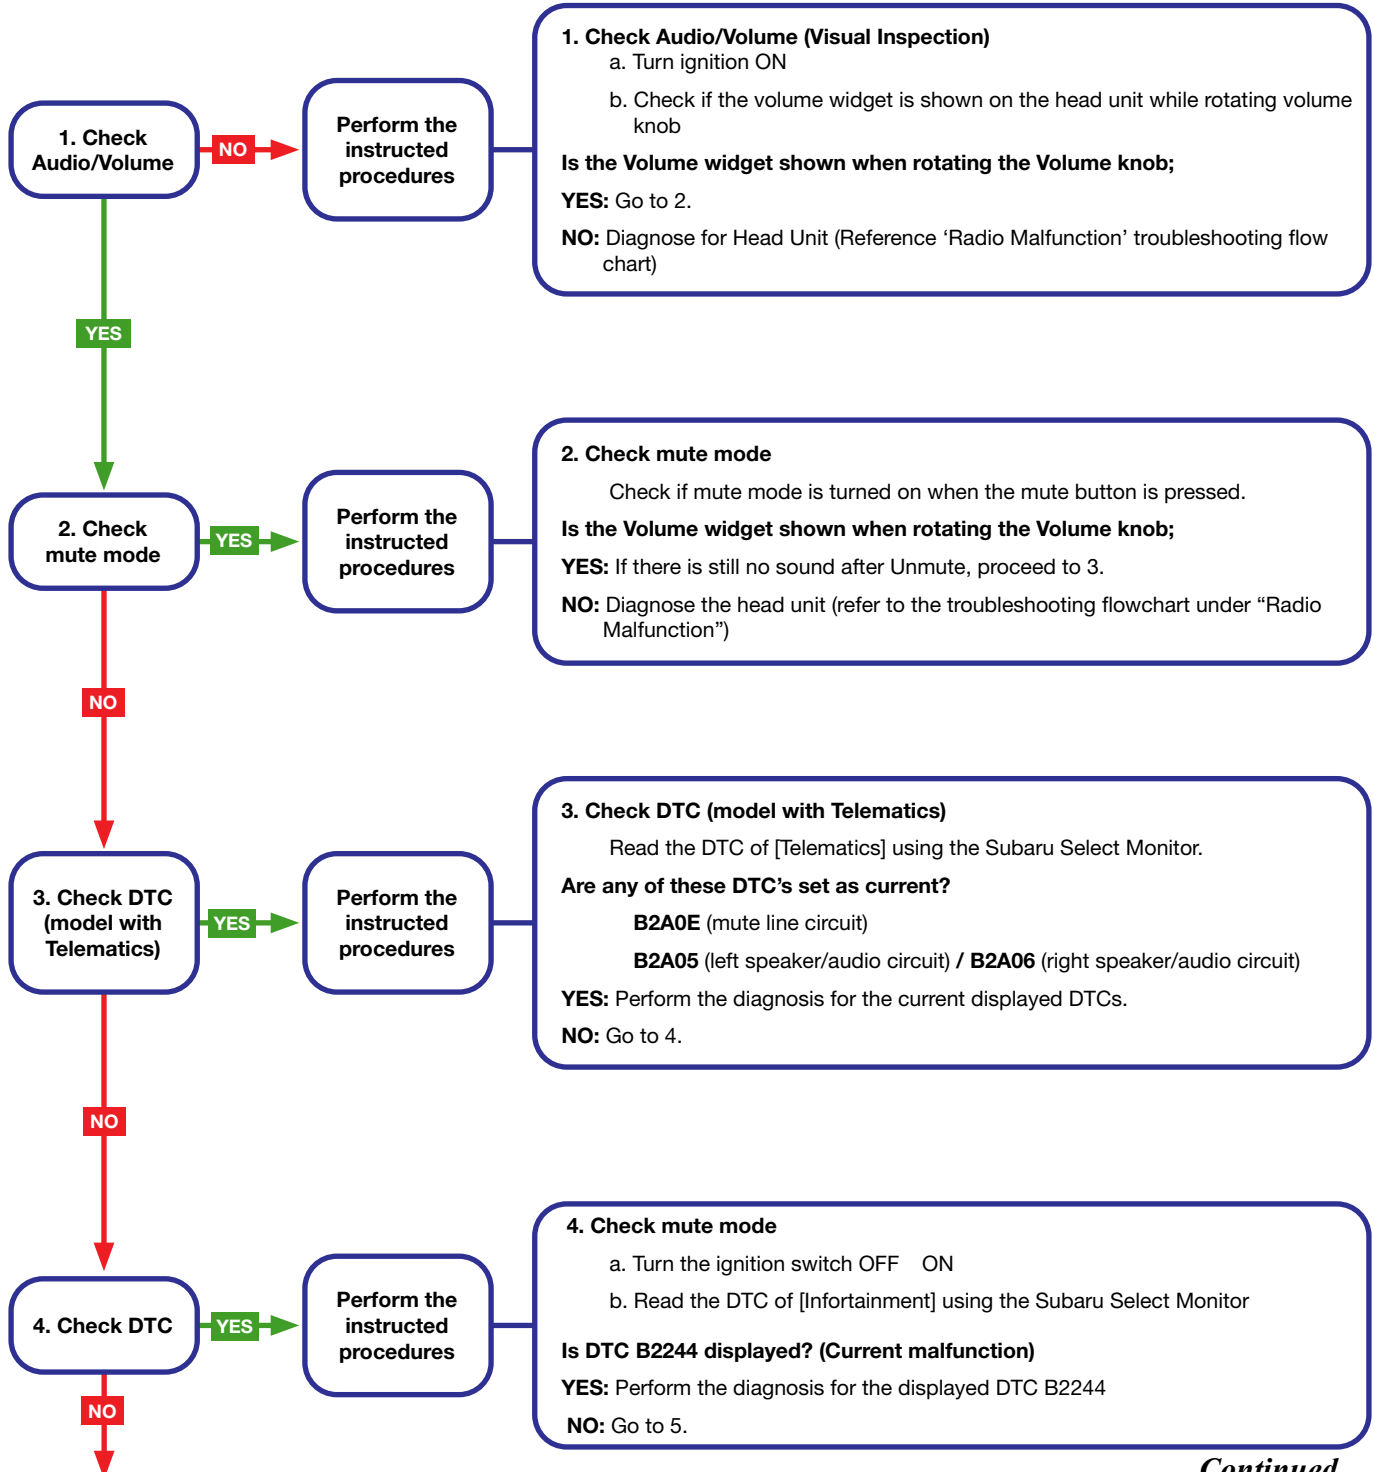 1. Check
Audio/Volume
NO
Perform the
instructed
procedures
1. Check Audio/Volume (Visual Inspection)
a. Turn ignition ON
b. Check if the volume widget is shown on the head unit while rotating volume
knob
Is the Volume widget shown when rotating the Volume knob;
YES: Go to 2.
NO: Diagnose for Head Unit (Reference ‘Radio Malfunction’ troubleshooting flow
chart)
YES
2. Check
mute mode
YES
Perform the
instructed
procedures
2. Check mute mode
Check if mute mode is turned on when the mute button is pressed.
Is the Volume widget shown when rotating the Volume knob;
YES: If there is still no sound after Unmute, proceed to 3.
NO: Diagnose the head unit (refer to the troubleshooting flowchart under “Radio
Malfunction”)
NO
3. Check DTC
(model with
Telematics)
YES
Perform the
instructed
procedures
3. Check DTC (model with Telematics)
Read the DTC of [Telematics] using the Subaru Select Monitor.
Are any of these DTC’s set as current?
B2A0E (mute line circuit)
B2A05 (left speaker/audio circuit) / B2A06 (right speaker/audio circuit)
YES: Perform the diagnosis for the current displayed DTCs.
NO: Go to 4.
NO
4. Check DTC
YES
Perform the
instructed
procedures
4. Check mute mode
a. Turn the ignition switch OFF ON
b. Read the DTC of [Infortainment] using the Subaru Select Monitor
Is DTC B2244 displayed? (Current malfunction)
YES: Perform the diagnosis for the displayed DTC B2244
NO: Go to 5.
NO
Continued